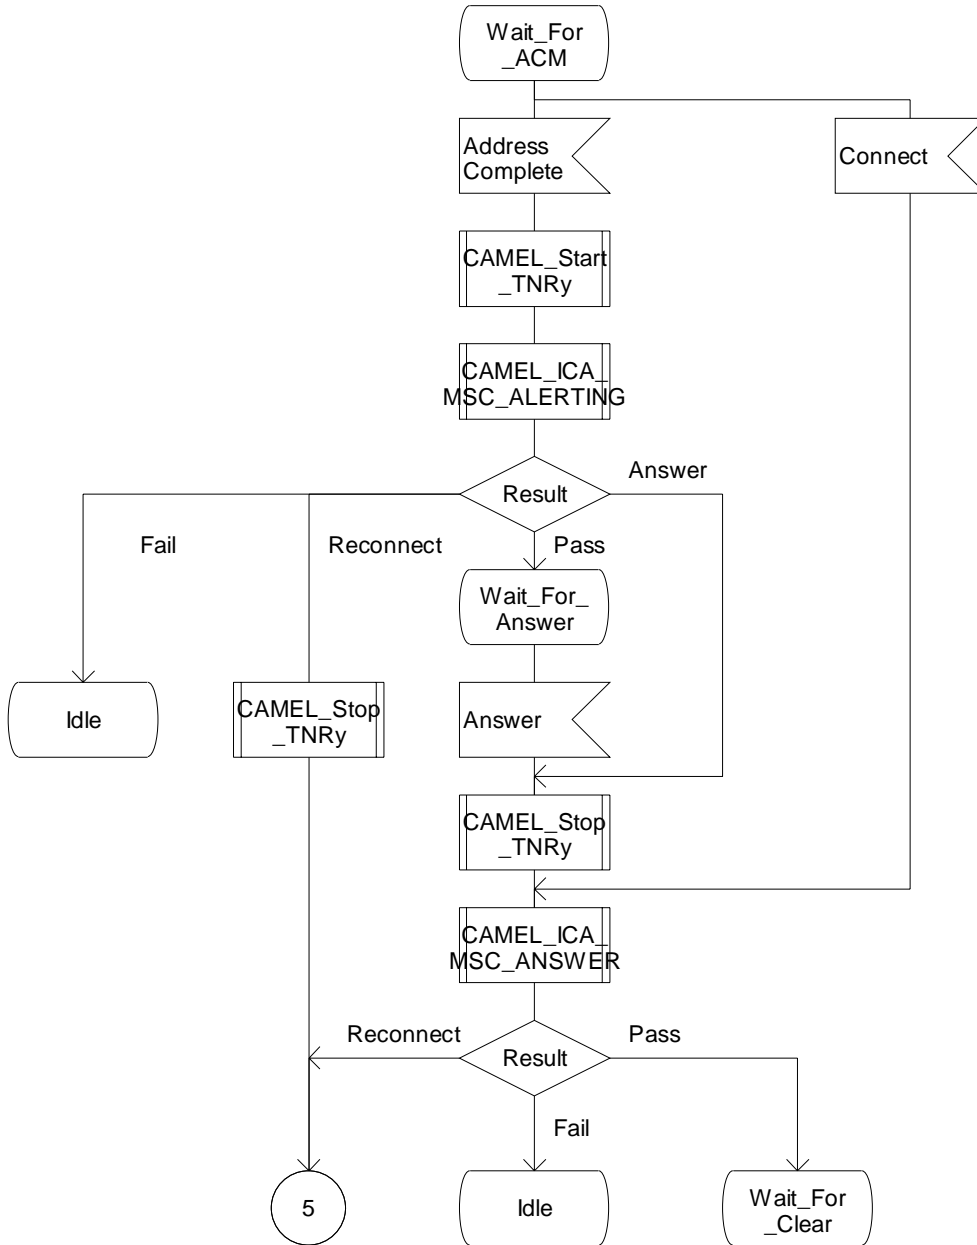 Wait_For
_ACM
Address
Complete
Connect
CAMEL_Start
_TNRy
CAMEL_ICA_
MSC_ALERTING
Answer
Result
Fail
Reconnect
Pass
Wait_For_
Answer
Idle
CAMEL_Stop
_TNRy
Answer
CAMEL_Stop
_TNRy
CAMEL_ICA_
MSC_ANSWER
Reconnect
Pass
Result
Fail
5
Idle
Wait_For
_Clear